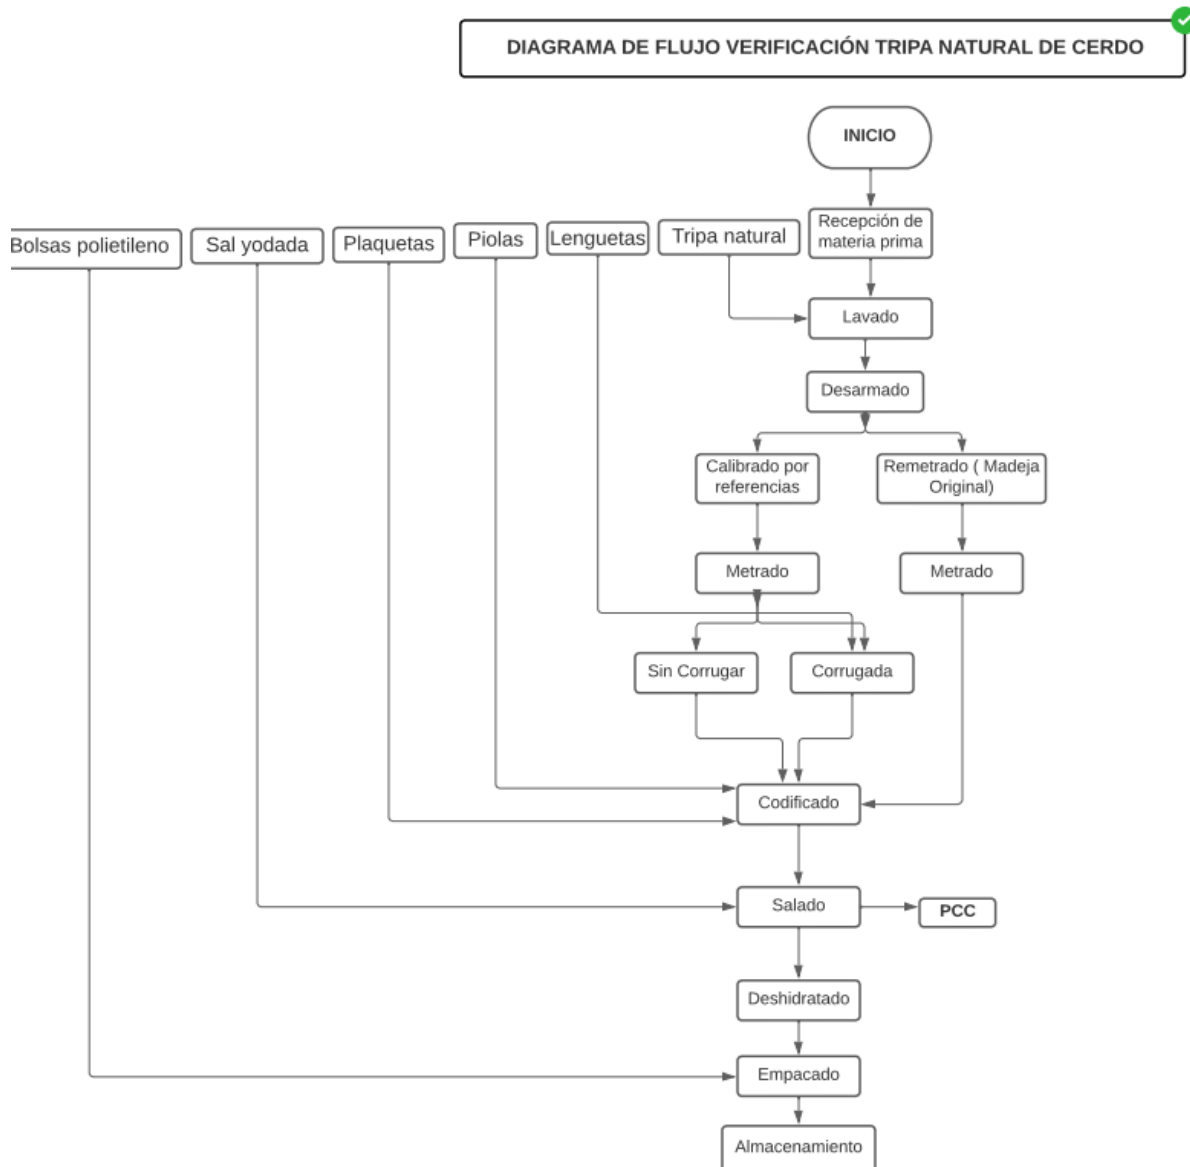 DIAGRAMA DE FLUJO VERIFICACIÓN TRIPA NATURAL DE CERDO
INICIO
Bolsas polietileno
Sal yodada
Plaquetas
Piolas
Lenguetas
Tripa natural
Recepción de
materia prima
Lavado
Desarmado
Calibrado por
referencias
Remetrado ( Madeja
Original)
Metrado
Metrado
Sin Corrugar
Corrugada
Codificado
Salado
PCC
Deshidratado
Empacado
Almacenamiento